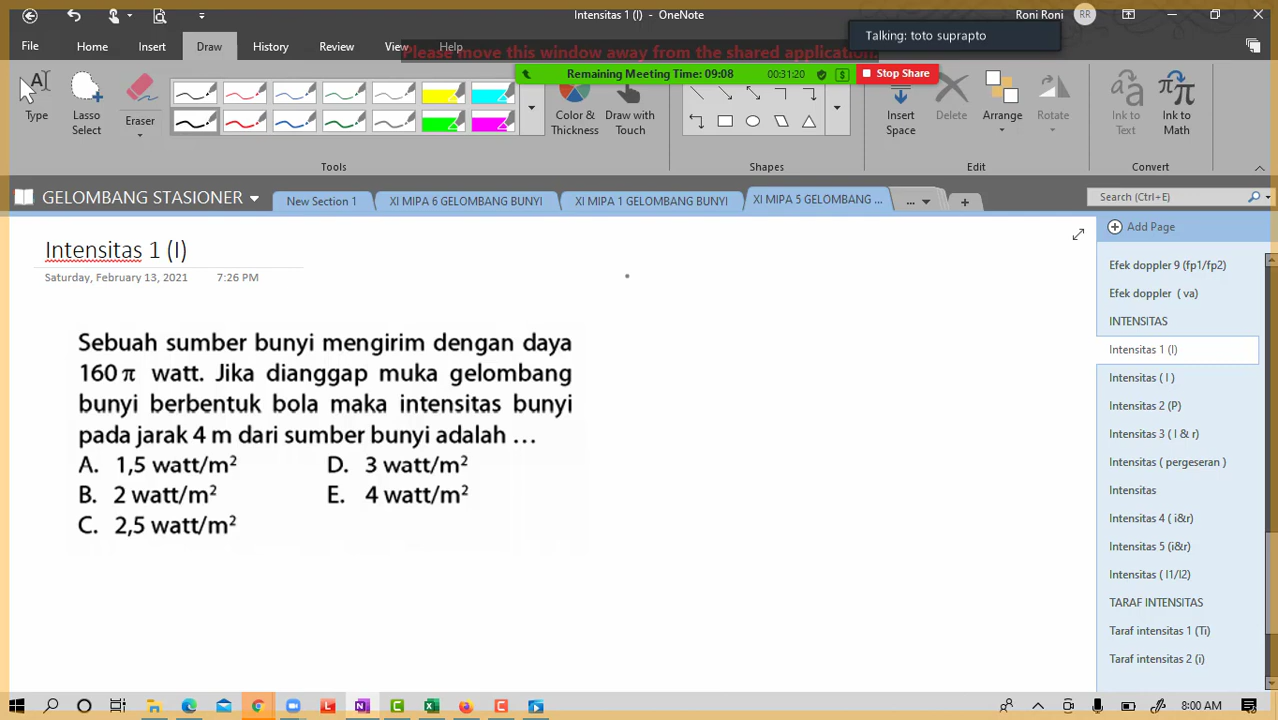 Intensitas 1 (I) - OneNote
Roni Roni RR
Talking: toto suprapto
File Home Insert Draw History Review View Help
Please move this window away from the shared application.
Remaining Meeting Time: 09:08 00:31:20 Stop Share
Type
Lasso Select
Eraser
Color & Thickness
Draw with Touch
Insert Space
Delete
Arrange
Rotate
Ink to Text
Ink to Math
Tools Shapes Edit Convert
GELOMBANG STASIONER New Section 1 XI MIPA 6 GELOMBANG BUNYI XI MIPA 1 GELOMBANG BUNYI XI MIPA 5 GELOMBANG ... ... + Search (Ctrl+E)
Add Page
Intensitas 1 (I)
Saturday, February 13, 2021 7:26 PM
Sebuah sumber bunyi mengirim dengan daya
160 π watt. Jika dianggap muka gelombang
bunyi berbentuk bola maka intensitas bunyi
pada jarak 4 m dari sumber bunyi adalah …
A. 1,5 watt/m² D. 3 watt/m²
B. 2 watt/m² E. 4 watt/m²
C. 2,5 watt/m²
Efek doppler 9 (fp1/fp2)
Efek doppler ( va)
INTENSITAS
Intensitas 1 (I)
Intensitas ( I )
Intensitas 2 (P)
Intensitas 3 ( I & r)
Intensitas ( pergeseran )
Intensitas
Intensitas 4 ( i&r)
Intensitas 5 (i&r)
Intensitas ( I1/I2)
TARAF INTENSITAS
Taraf intensitas 1 (Ti)
Taraf intensitas 2 (i)
8:00 AM